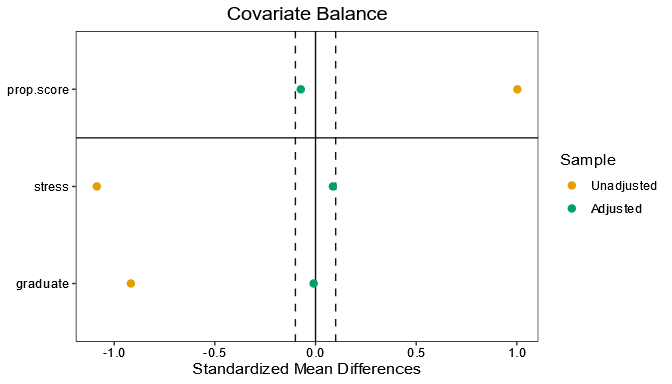 Covariate Balance
prop.score
stress
graduate
-1.0 -0.5 0.0 0.5 1.0
Standardized Mean Differences
Sample
Unadjusted
Adjusted